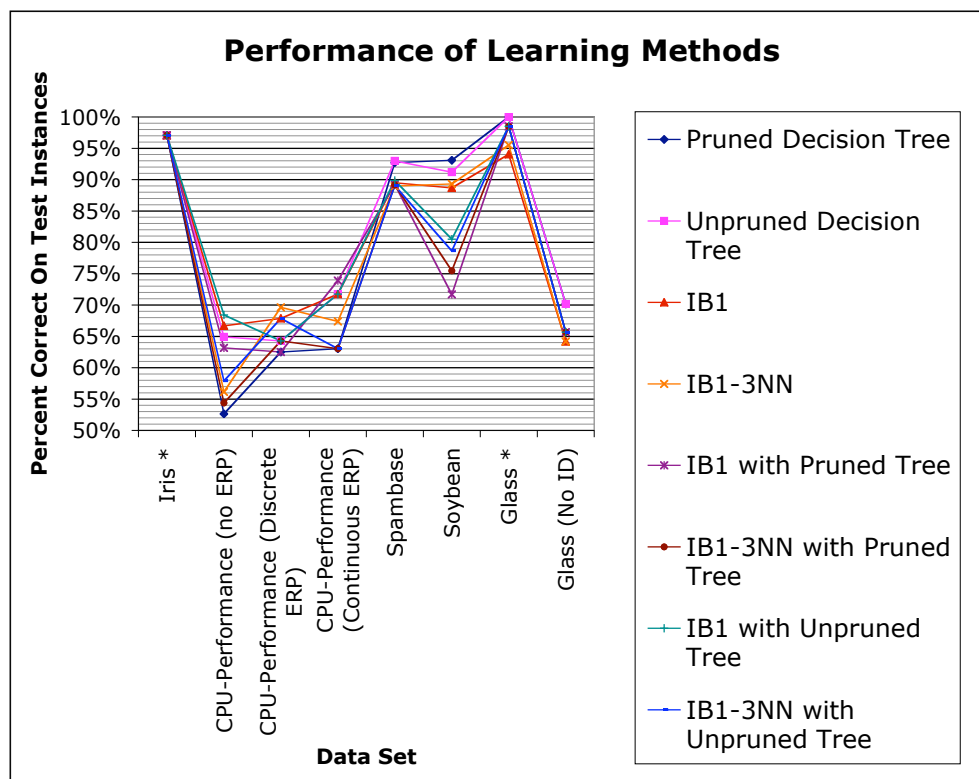 Performance of Learning Methods
Percent Correct On Test Instances
100%
95%
90%
85%
80%
75%
70%
65%
60%
55%
50%
Iris *
CPU-Performance (no ERP)
CPU-Performance (Discrete
ERP)
CPU-Performance
(Continuous ERP)
Spambase
Soybean
Glass *
Glass (No ID)
Data Set
Pruned Decision Tree
Unpruned Decision
Tree
IB1
IB1-3NN
IB1 with Pruned Tree
IB1-3NN with Pruned
Tree
IB1 with Unpruned
Tree
IB1-3NN with
Unpruned Tree